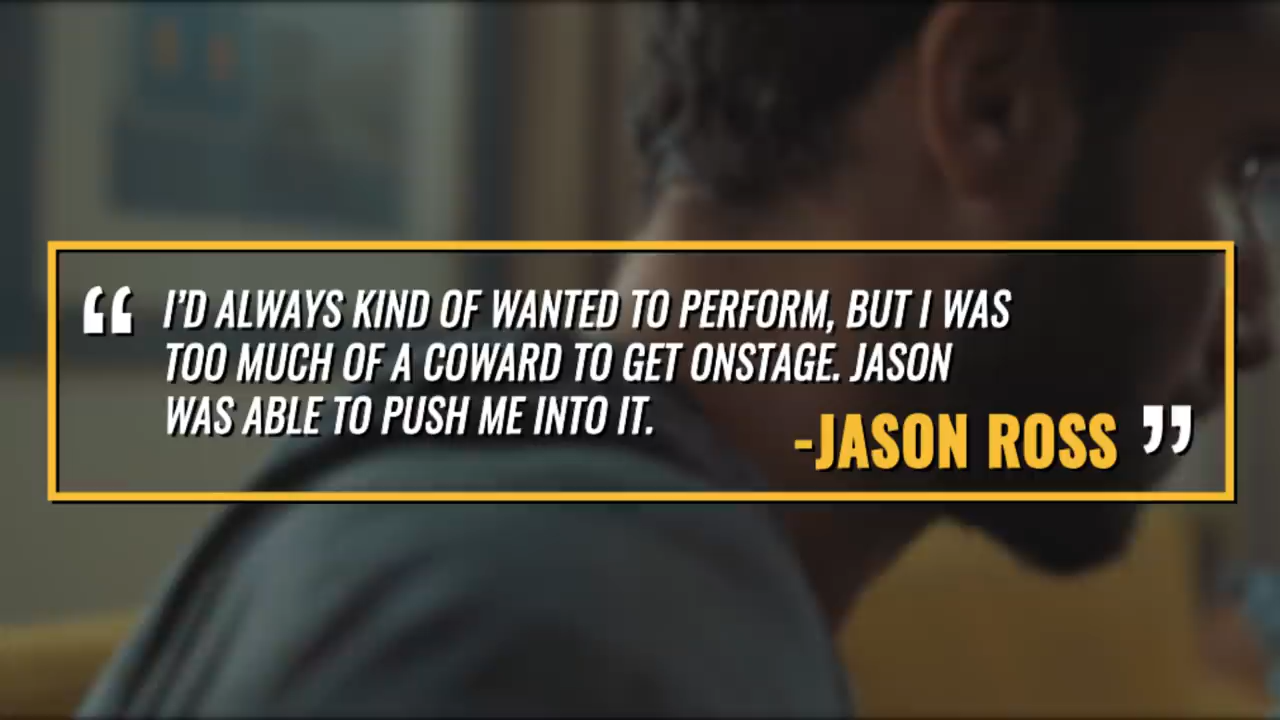 “ I’D ALWAYS KIND OF WANTED TO PERFORM, BUT I WAS
TOO MUCH OF A COWARD TO GET ONSTAGE. JASON
WAS ABLE TO PUSH ME INTO IT.
-JASON ROSS ”